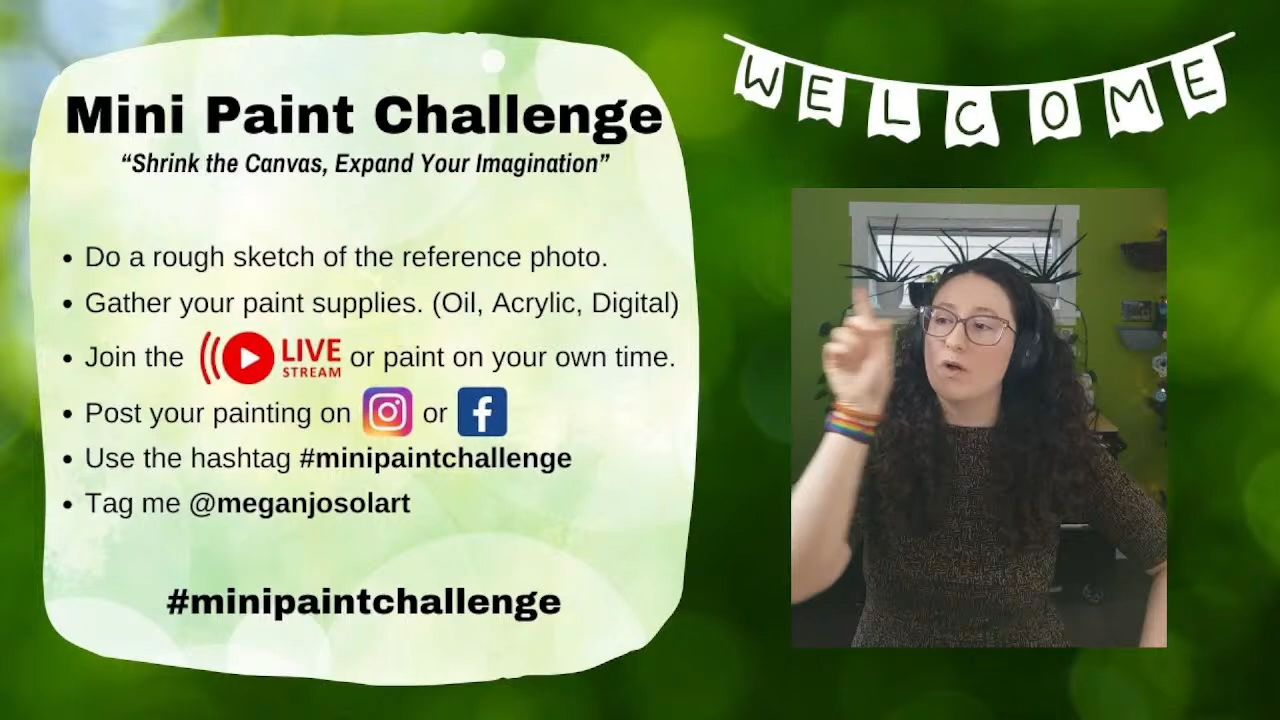 Mini Paint Challenge
“Shrink the Canvas, Expand Your Imagination”
• Do a rough sketch of the reference photo.
• Gather your paint supplies. (Oil, Acrylic, Digital)
• Join the LIVE STREAM or paint on your own time.
• Post your painting on or f
• Use the hashtag #minipaintchallenge
• Tag me @meganjosolart
#minipaintchallenge
WELCOME